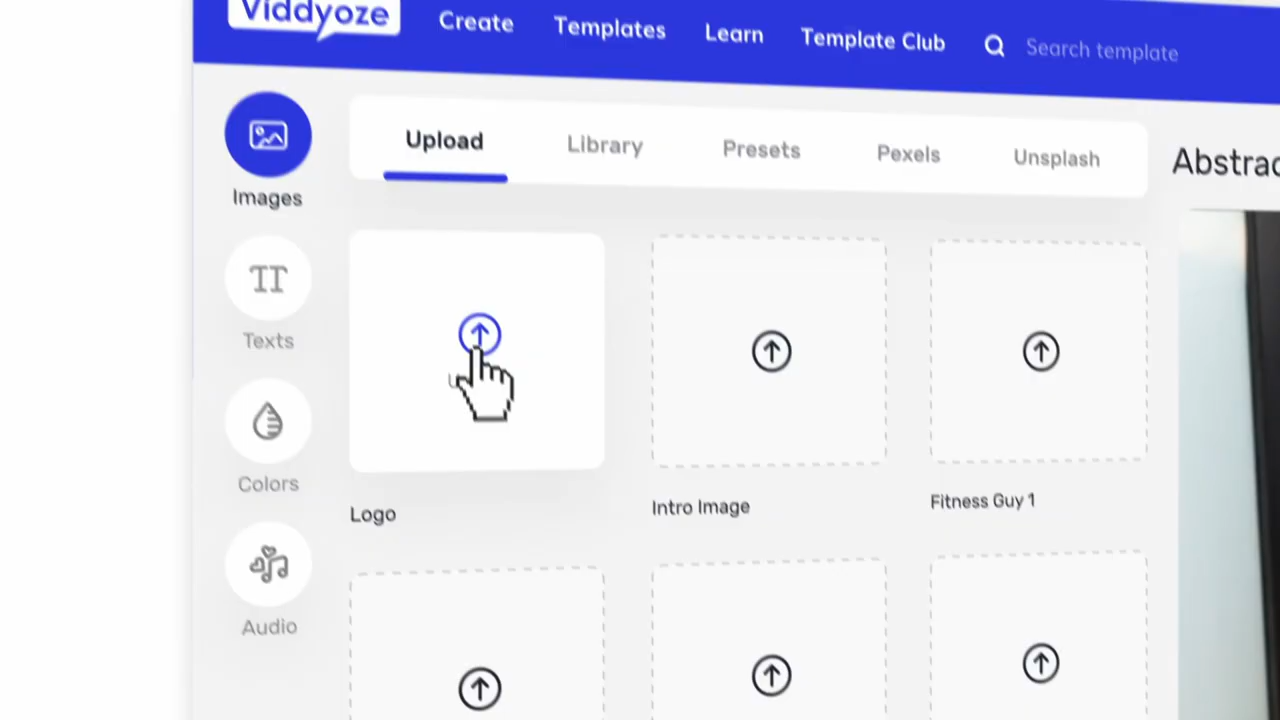 Viddyoze
Create
Templates
Learn
Template Club
Search template
Images
Texts
Colors
Audio
Upload
Library
Presets
Pexels
Unsplash
Logo
Intro Image
Fitness Guy 1